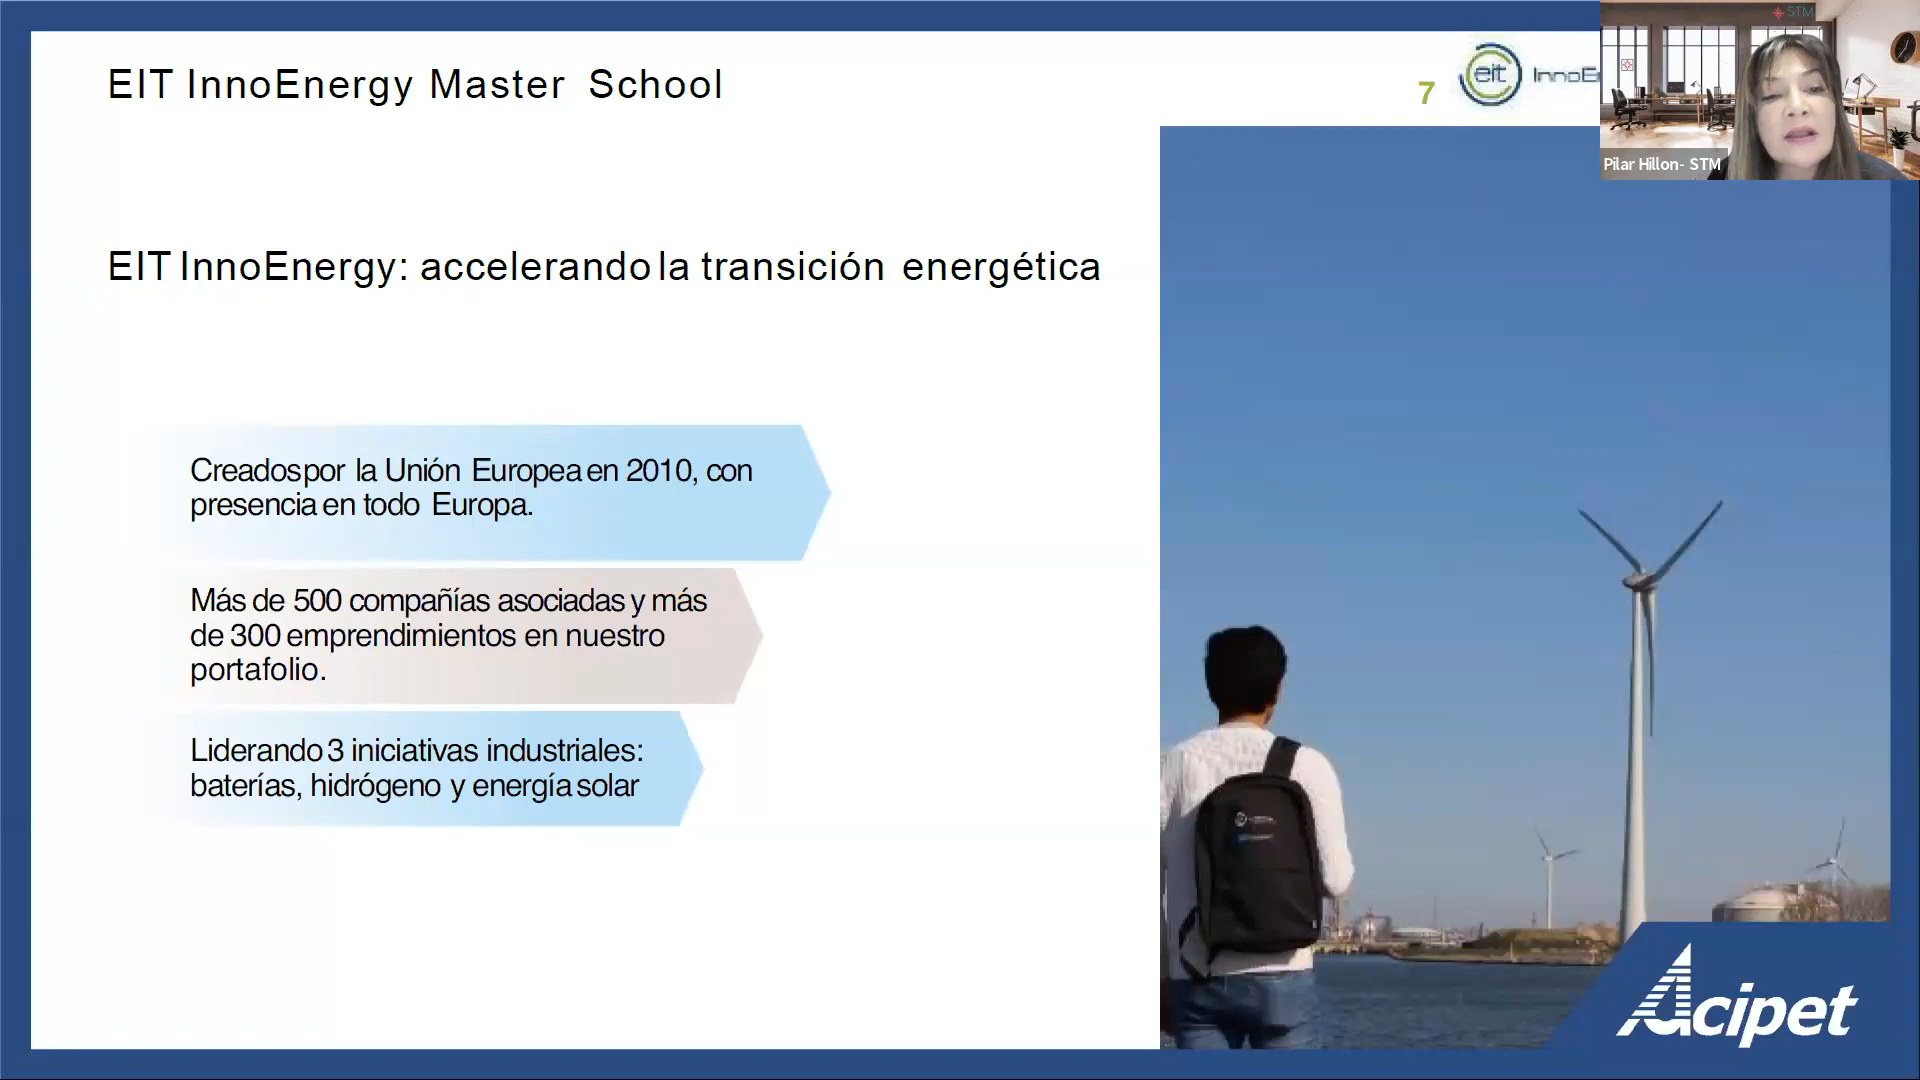 EIT InnoEnergy Master School
7
eit InnoE
STM
Pilar Hillon- STM
EIT InnoEnergy: accelerando la transición energética
Creados por la Unión Europea en 2010, con
presencia en todo Europa.
Más de 500 compañías asociadas y más
de 300 emprendimientos en nuestro
portafolio.
Liderando 3 iniciativas industriales:
baterías, hidrógeno y energía solar
Acipet